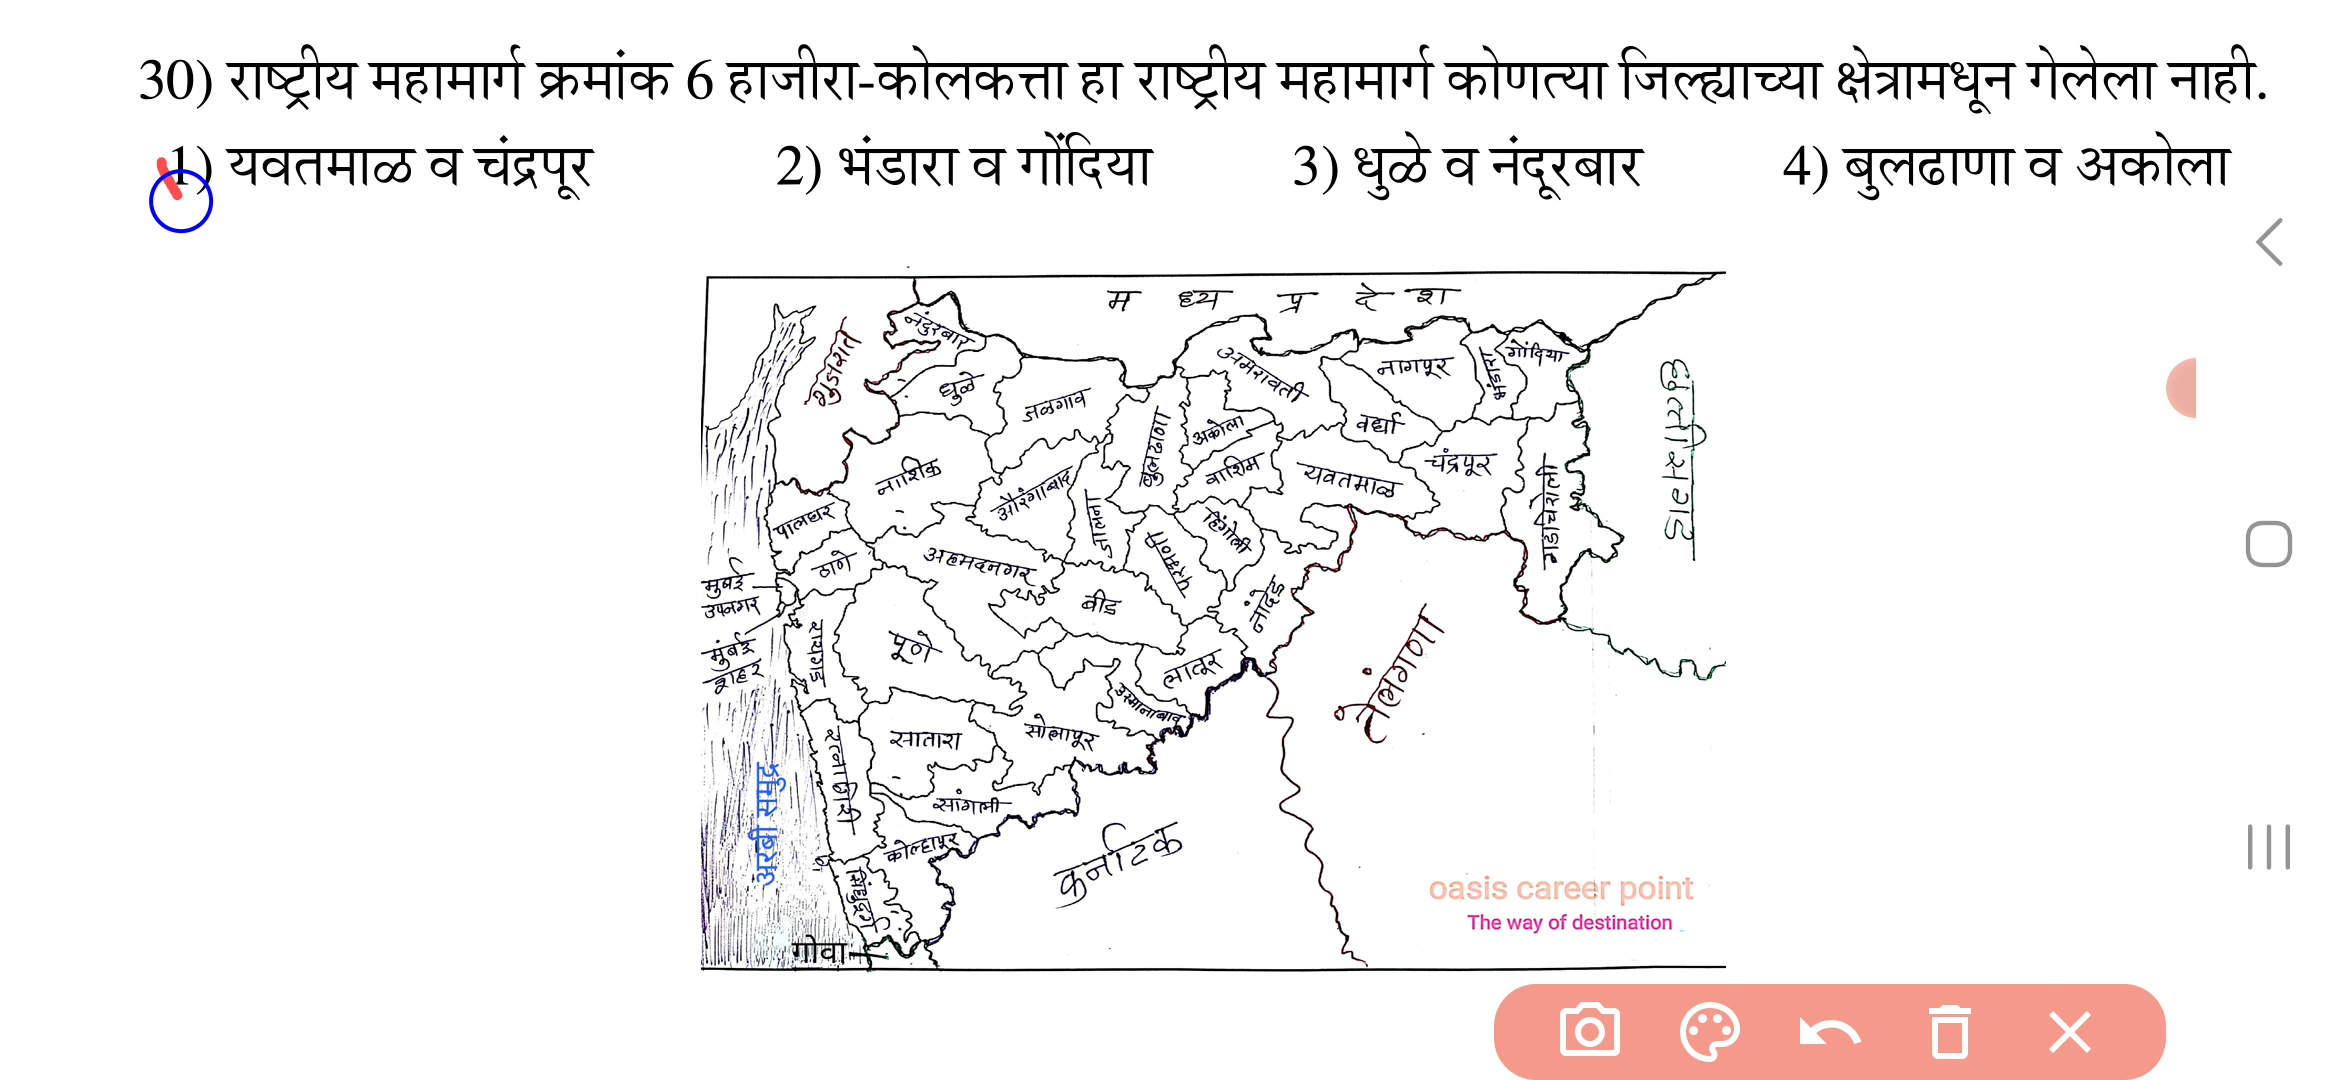 30) राष्ट्रीय महामार्ग क्रमांक 6 हाजीरा-कोलकत्ता हा राष्ट्रीय महामार्ग कोणत्या जिल्ह्याच्या क्षेत्रामधून गेलेला नाही.
1) यवतमाळ व चंद्रपूर 2) भंडारा व गोंदिया 3) धुळे व नंदूरबार 4) बुलढाणा व अकोला
म ध्य प्र दे श
नंदुरबार
गुजरात
धुळे
जळगाव
बुलढाणा
अमरावती
अकोला
नागपूर
भंडारा
गोंदिया
छत्तीसगड
वर्धा
नाशिक
औरंगाबाद
जालना
वाशिम
यवतमाळ
चंद्रपूर
गडचिरोली
पालघर
ठाणे
अहमदनगर
परभणी
हिंगोली
मुंबई
उपनगर
मुंबई
शहर
रायगड
पूणे
बीड
नांदेड
लातूर
उस्मानाबाद
तेलंगणा
सातारा
सोलापूर
रत्नागिरी
सांगली
कोल्हापूर
सिंधुदुर्ग
कर्नाटक
अरबी समुद्र
गोवा
oasis career point
The way of destination